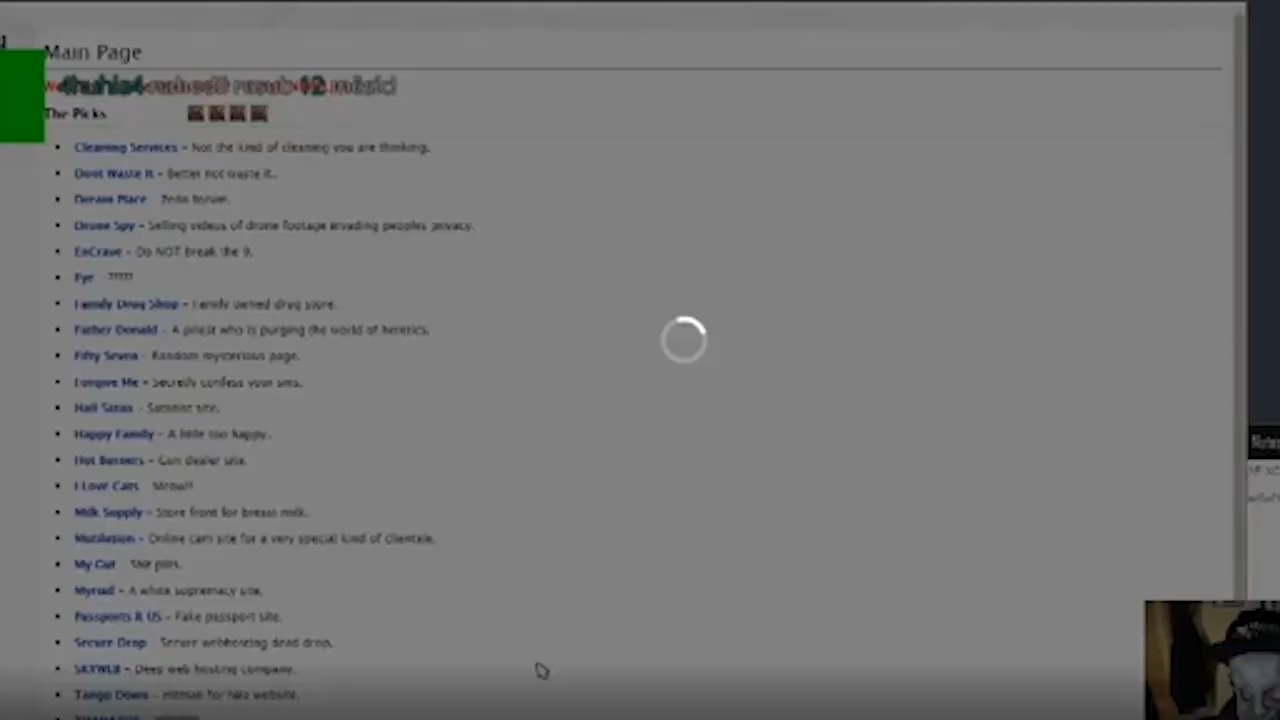 Main Page
The Picks
Cleaning Services - Not the kind of cleaning you are thinking.
Dont Waste It - Better not waste it..
Dream Place forum.
Drone Spy - Selling videos of drone footage invading peoples privacy.
EnCrave - Do NOT break the 9.
Eye ?????
Family Drug Shop - Family owned drug store.
Father Donald - A priest who is purging the world of heretics.
Fifty Seven - Random mysterious page.
Forgive Me - Secretly confess your sins.
Hail Satan - Satanist site.
Happy Family - A little too happy..
Hot Burners - Gun dealer site.
I Love Cats Meow!!
Milk Supply - Store front for breast milk.
Mutilation - Online cam site for a very special kind of clientele.
My Gut pills.
Myriad - A white supremacy site.
Passports R US - Fake passport site.
Secure Drop Secure webhosting dead drop.
SKYWEB - Deep web hosting company.
Tango Down - Hitman for hire website.